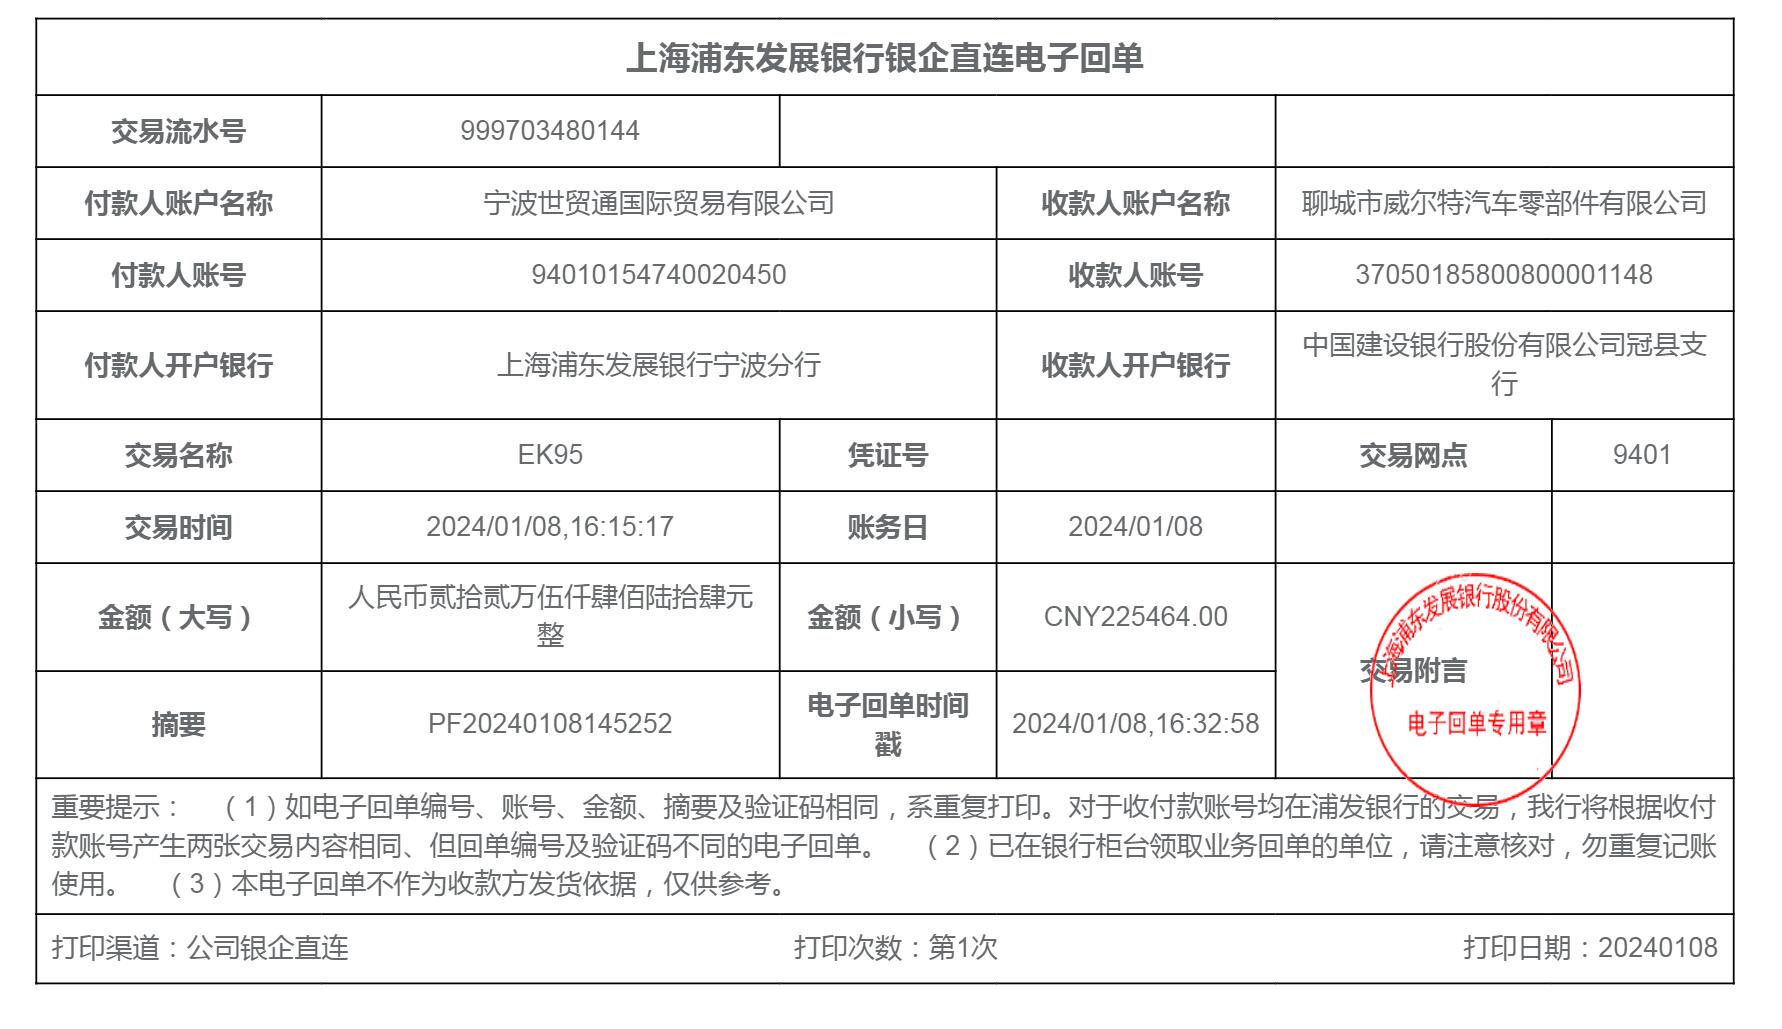 上海浦东发展银行银企直连电子回单
交易流水号 999703480144
付款人账户名称 宁波世贸通国际贸易有限公司 收款人账户名称 聊城市威尔特汽车零部件有限公司
付款人账号 94010154740020450 收款人账号 37050185800800001148
付款人开户银行 上海浦东发展银行宁波分行 收款人开户银行 中国建设银行股份有限公司冠县支
行
交易名称 EK95 凭证号 交易网点 9401
交易时间 2024/01/08,16:15:17 账务日 2024/01/08
金额（大写） 人民币贰拾贰万伍仟肆佰陆拾肆元
整
金额（小写） CNY225464.00
交易附言
上海浦东发展银行股份有限公司
电子回单专用章
摘要 PF20240108145252 电子回单时间
戳
2024/01/08,16:32:58
重要提示： （1）如电子回单编号、账号、金额、摘要及验证码相同，系重复打印。对于收付款账号均在浦发银行的交易，我行将根据收付
款账号产生两张交易内容相同、但回单编号及验证码不同的电子回单。 （2）已在银行柜台领取业务回单的单位，请注意核对，勿重复记账
使用。 （3）本电子回单不作为收款方发货依据，仅供参考。
打印渠道：公司银企直连 打印次数：第1次 打印日期：20240108